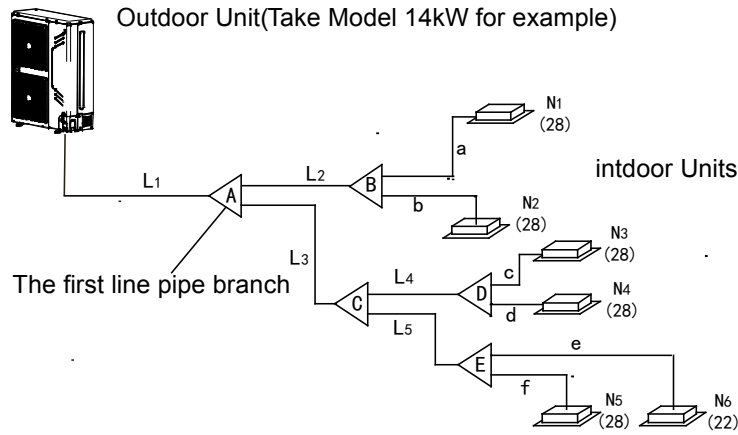 Outdoor Unit(Take Model 14kW for example)
N1
(28)
a
intdoor Units
L1
A
L2
B
b
N2
(28)
N3
(28)
L3
The first line pipe branch
C
L4
D
c
d
N4
(28)
L5
E
e
f
N5
(28)
N6
(22)